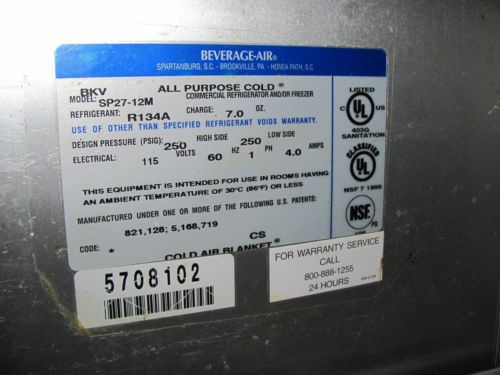 BEVERAGE-AIR®
SPARTANBURG, S.C. - BROOKVILLE, PA - HONEA PATH, S.C
BKV ALL PURPOSE COLD®
MODEL: SP27-12M COMMERCIAL REFRIGERATOR AND/OR FREEZER
REFRIGERANT: R134A CHARGE: 7.0 OZ.
USE OF OTHER THAN SPECIFIED REFRIGERANT VOIDS WARRANTY.
DESIGN PRESSURE (PSIG): 250 HIGH SIDE 250 LOW SIDE
ELECTRICAL: 115 VOLTS 60 HZ 1 PH 4.0 AMPS
THIS EQUIPMENT IS INTENDED FOR USE IN ROOMS HAVING
AN AMBIENT TEMPERATURE OF 30°C (86°F) OR LESS
MANUFACTURED UNDER ONE OR MORE OF THE FOLLOWING U.S. PATENTS:
821,128; 5,168,719
CS
CODE: *
COLD AIR BLANKET
LISTED
C UL US
403G
SANITATION
CLASSIFIED
UL
NSF 7 1999
NSF®
5708102
FOR WARRANTY SERVICE
CALL
800-888-1255
24 HOURS